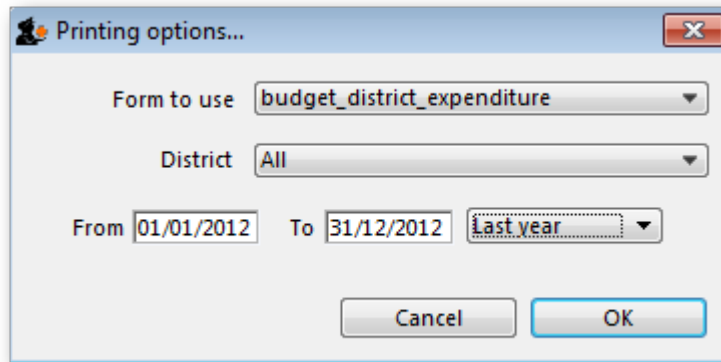 Printing options...
Form to use budget_district_expenditure
District All
From 01/01/2012 To 31/12/2012 Last year
Cancel OK